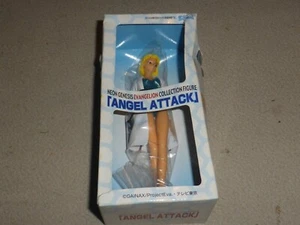 NEON GENESIS EVANGELION COLLECTION FIGURE
「ANGEL ATTACK」
©GAINAX/Project Eva.・テレビ東京
「ANGEL ATTACK」